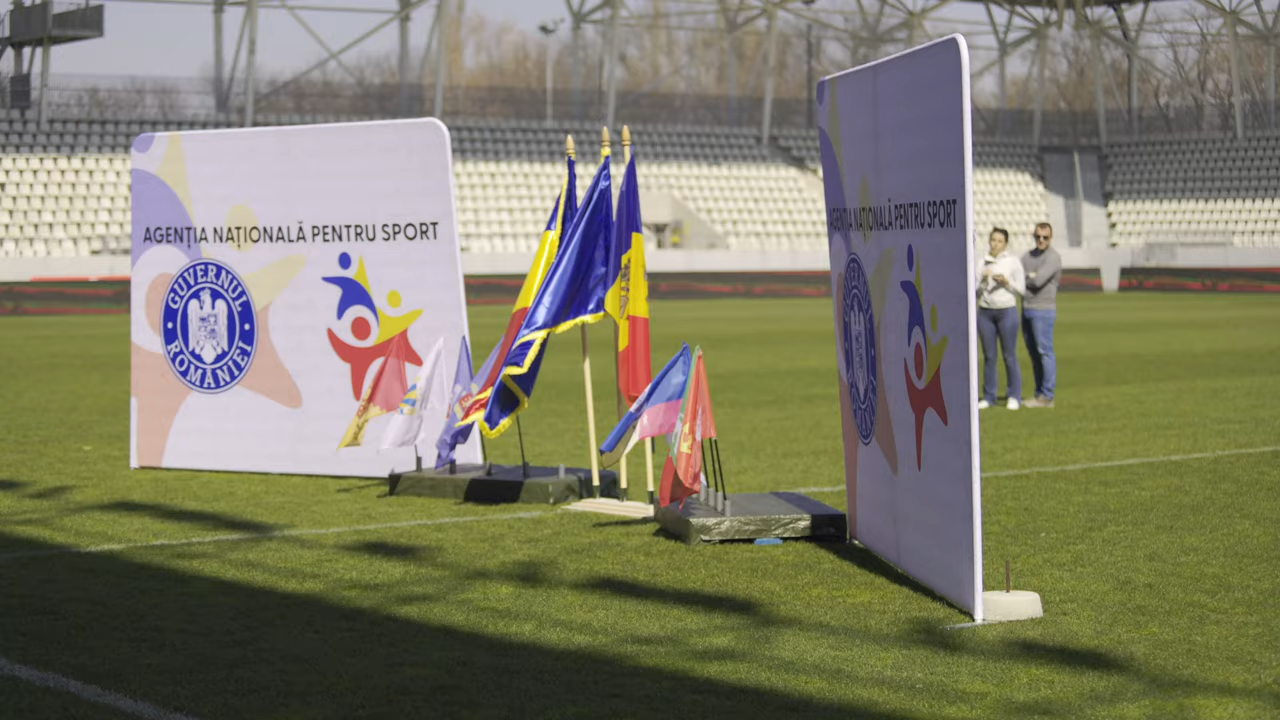 AGENȚIA NAȚIONALĂ PENTRU SPORT
GUVERNUL
ROMÂNIEI
AGENȚIA NAȚIONALĂ PENTRU SPORT